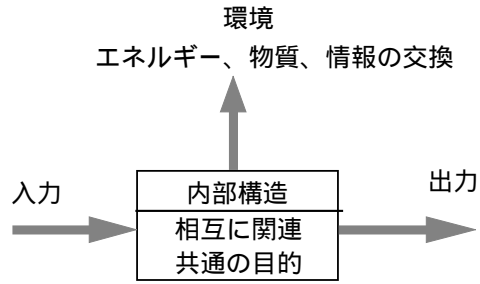 環境
エネルギー、物質、情報の交換
入力
内部構造
出力
相互に関連
共通の目的